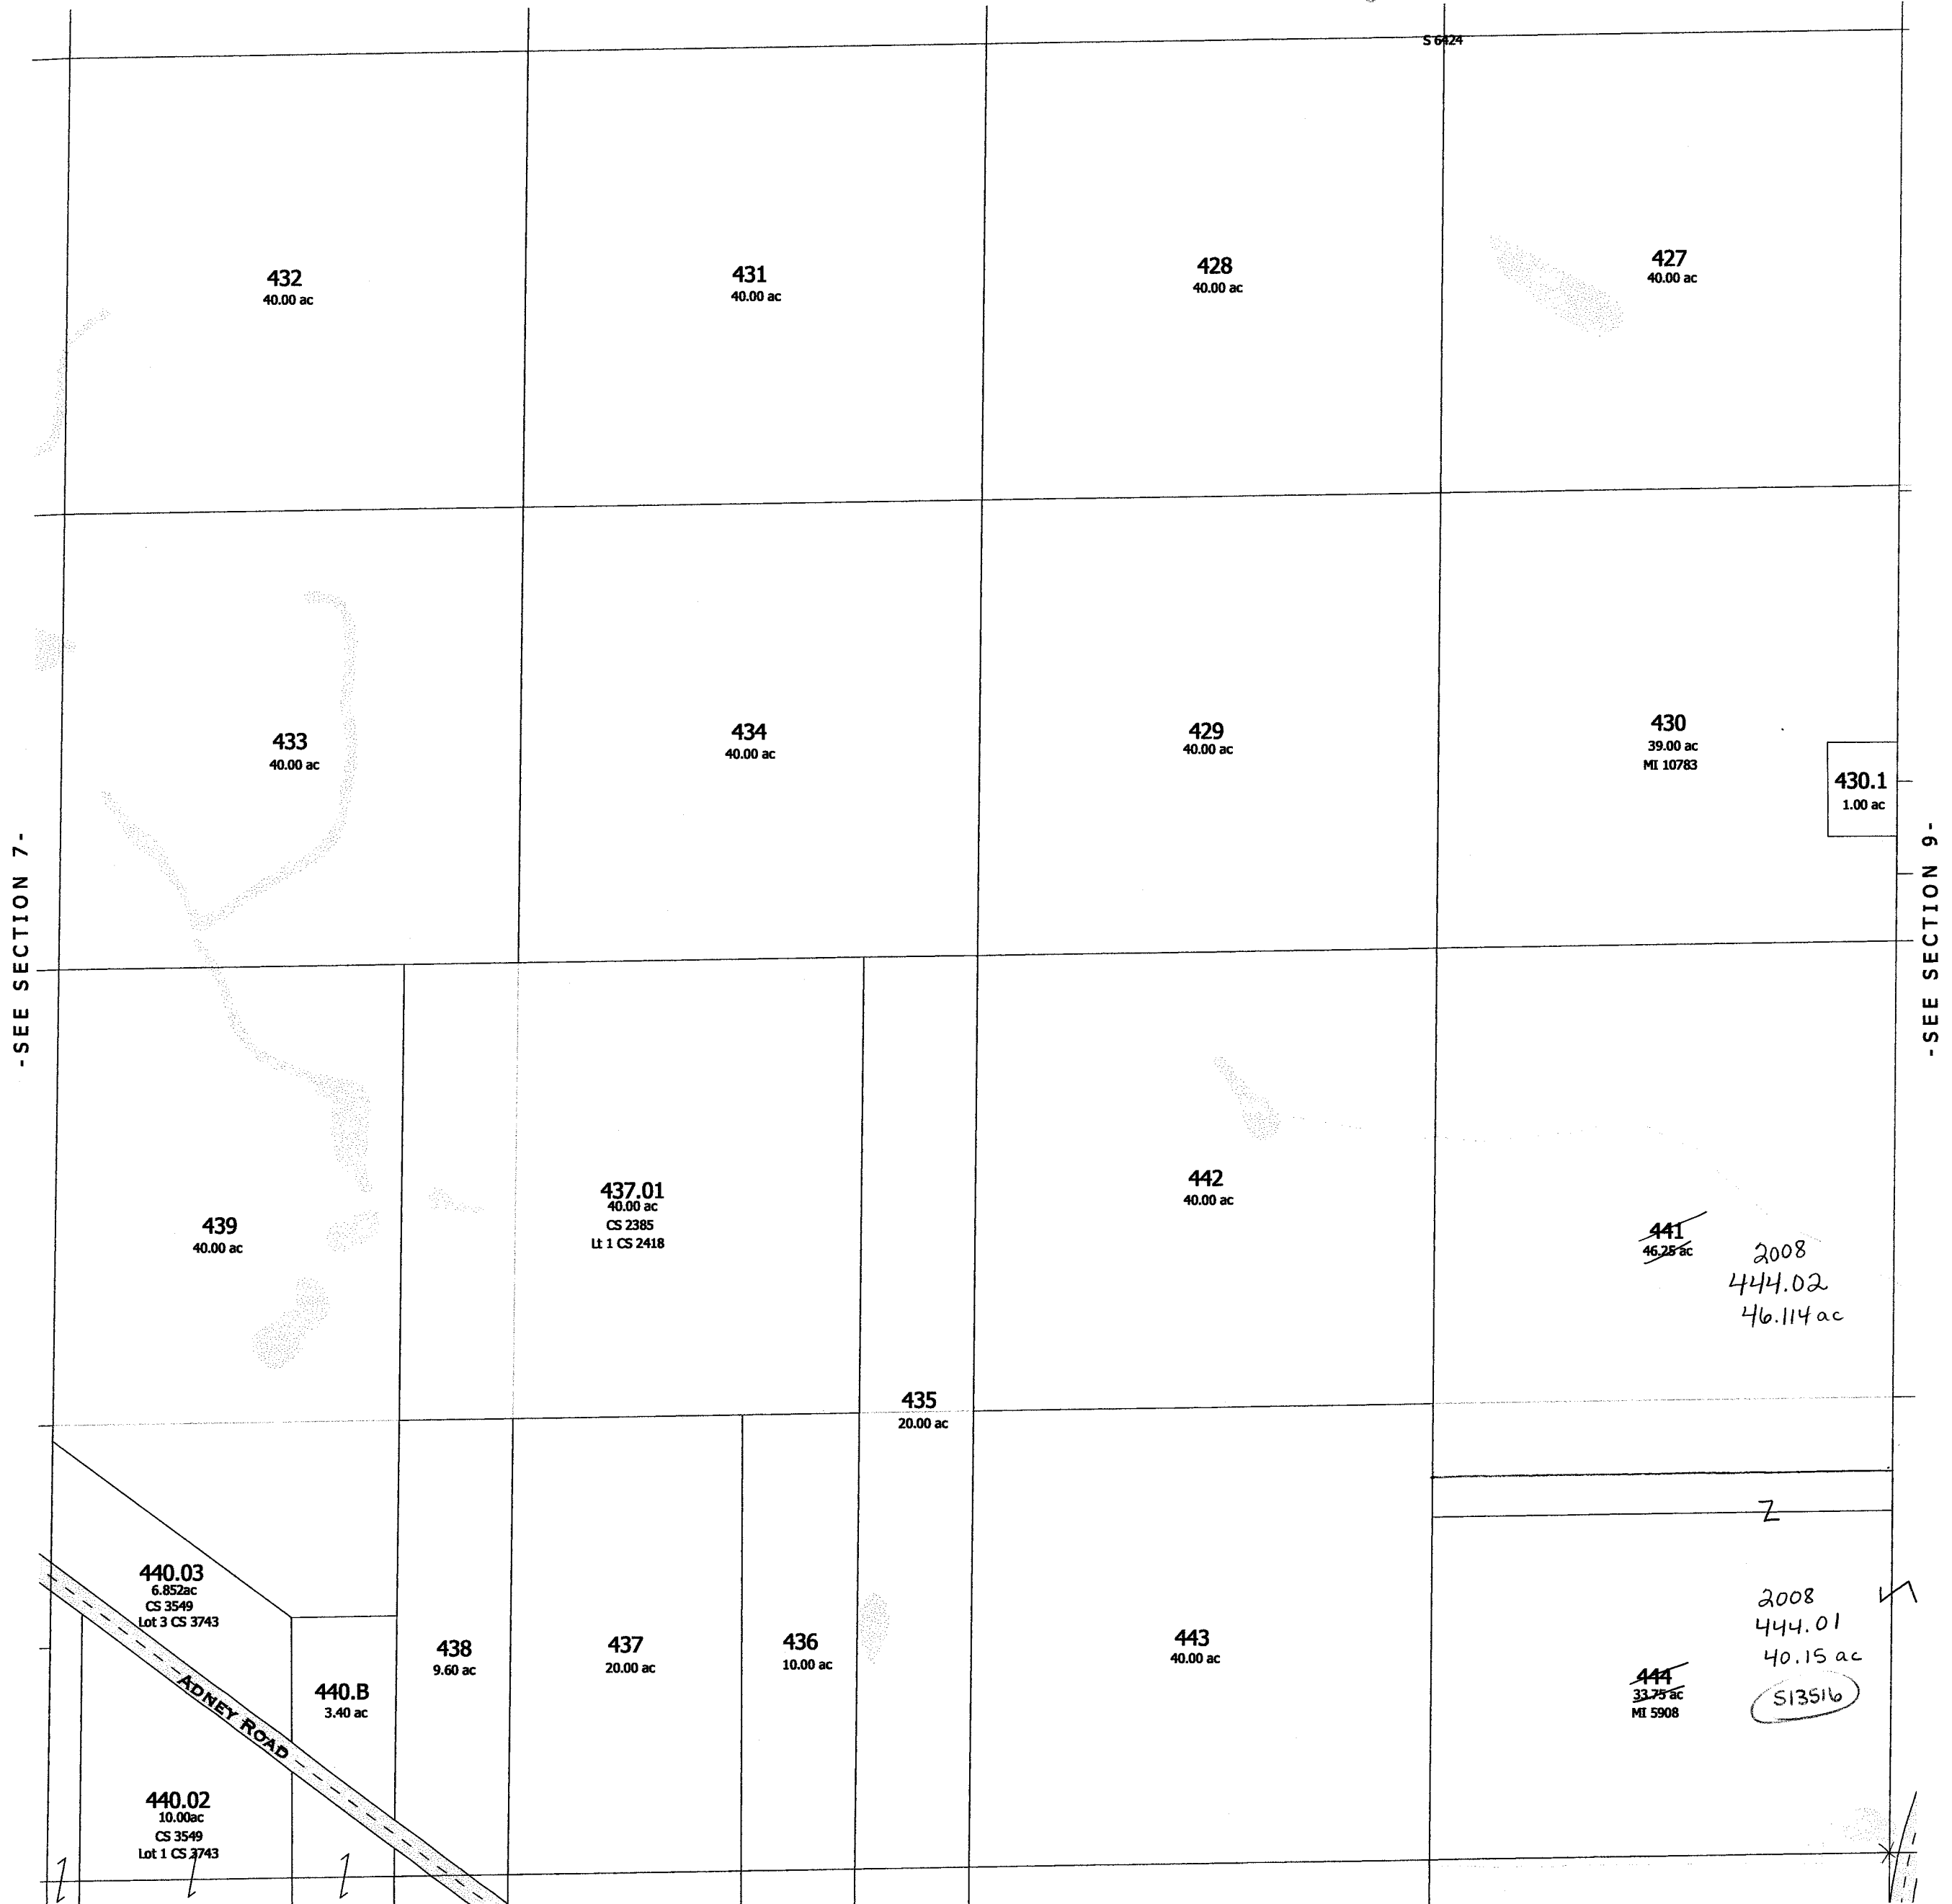 S 6424
432
40.00 ac
431
40.00 ac
428
40.00 ac
427
40.00 ac
433
40.00 ac
434
40.00 ac
429
40.00 ac
430
39.00 ac
MI 10783
430.1
1.00 ac
-SEE SECTION 7-
-SEE SECTION 9-
439
40.00 ac
437.01
40.00 ac
CS 2385
Lt 1 CS 2418
442
40.00 ac
441
46.25 ac
2008
444.02
46.114 ac
435
20.00 ac
440.03
6.852ac
CS 3549
Lot 3 CS 3743
ADNEY ROAD
440.B
3.40 ac
438
9.60 ac
437
20.00 ac
436
10.00 ac
443
40.00 ac
444
33.75 ac
MI 5908
2008
444.01
40.15 ac
S13516
440.02
10.00ac
CS 3549
Lot 1 CS 3743